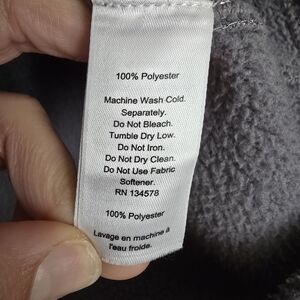 100% Polyester
Machine Wash Cold.
Separately.
Do Not Bleach.
Tumble Dry Low.
Do Not Iron.
Do Not Dry Clean.
Do Not Use Fabric
Softener.
RN 134578
100% Polyester
Lavage en machine à
l'eau froide.